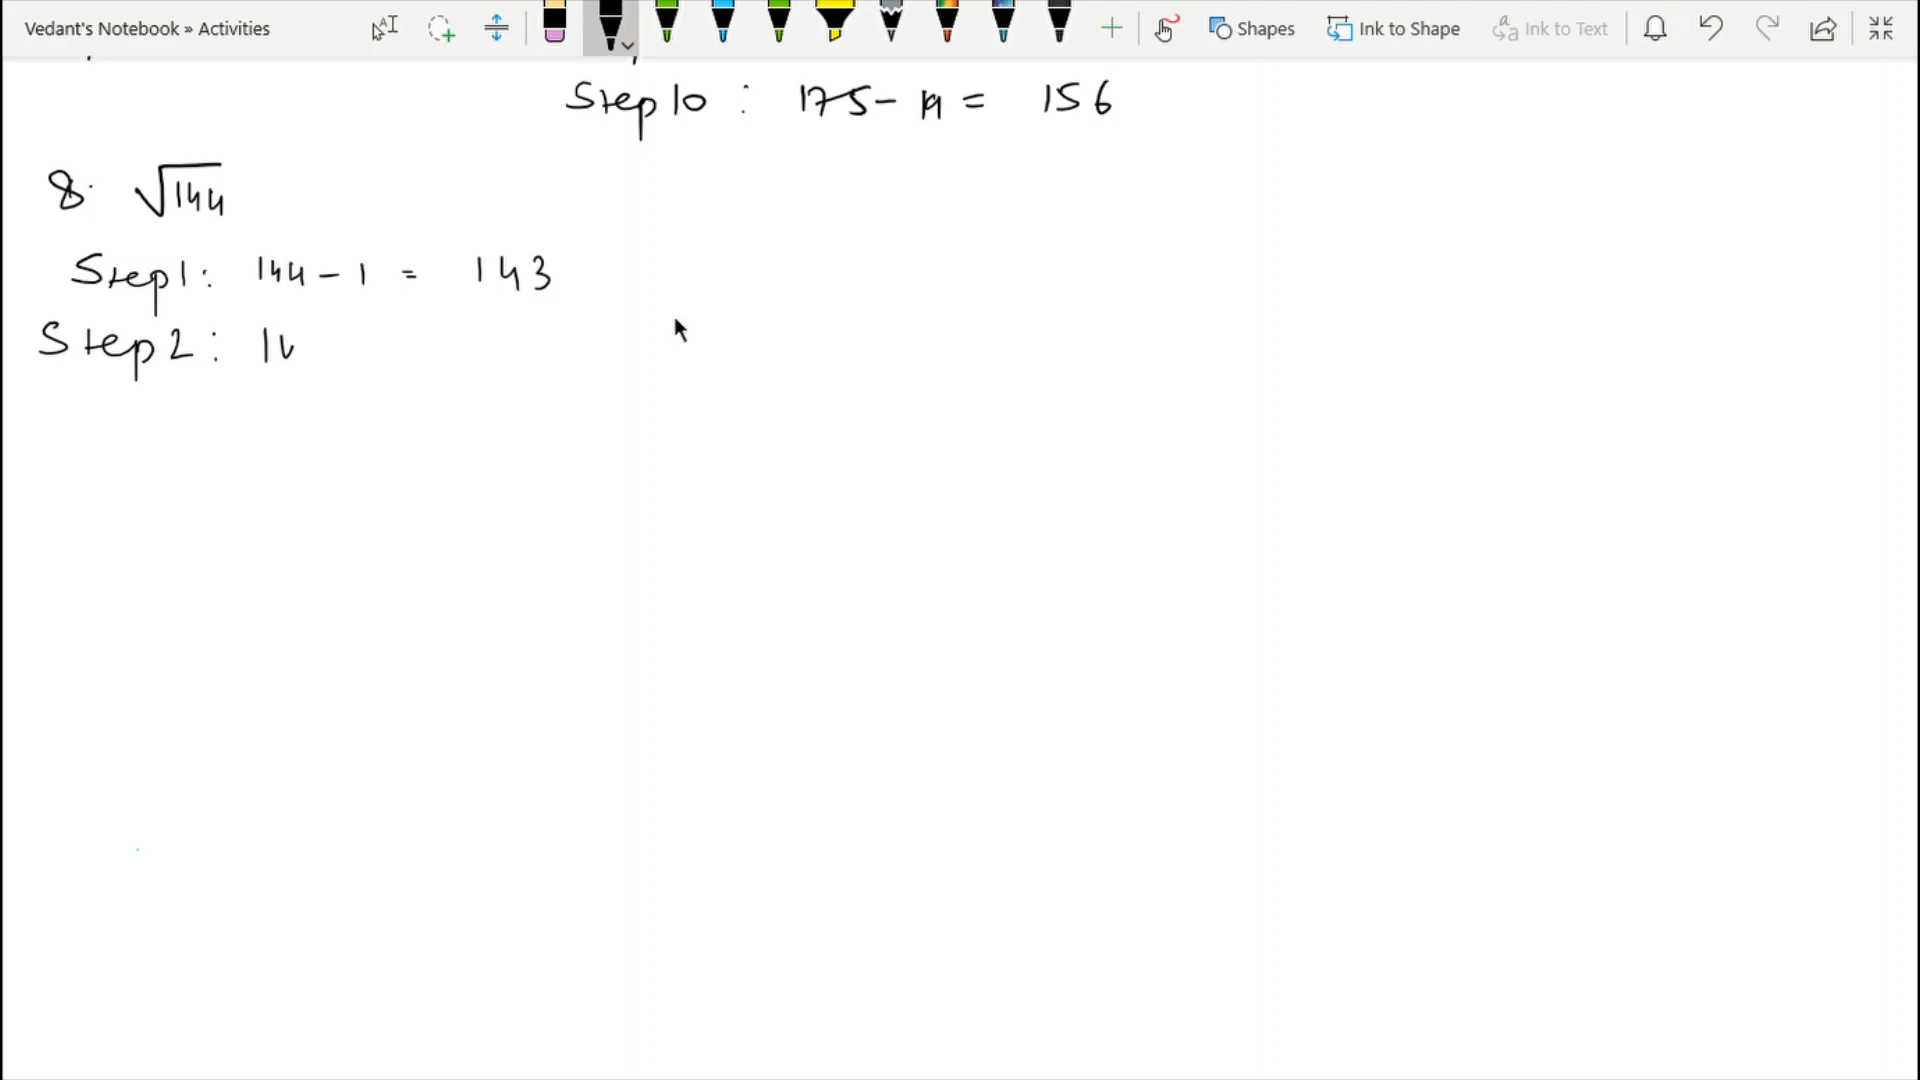 Vedant's Notebook » Activities
Shapes
Ink to Shape
Ink to Text
Step 10 : 175 - 19 = 156
8. √144
Step 1: 144 - 1 = 143
Step 2: 14